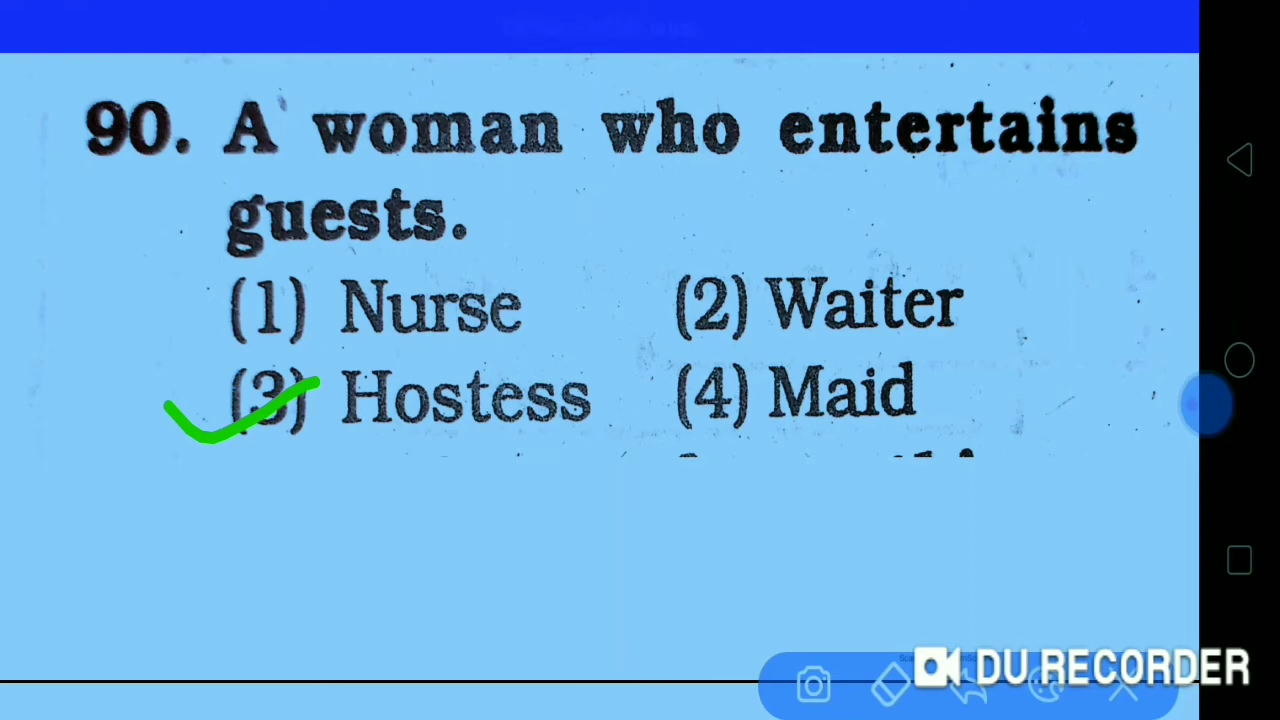 90. A woman who entertains
guests.
(1) Nurse (2) Waiter
(3) Hostess (4) Maid
DU RECORDER